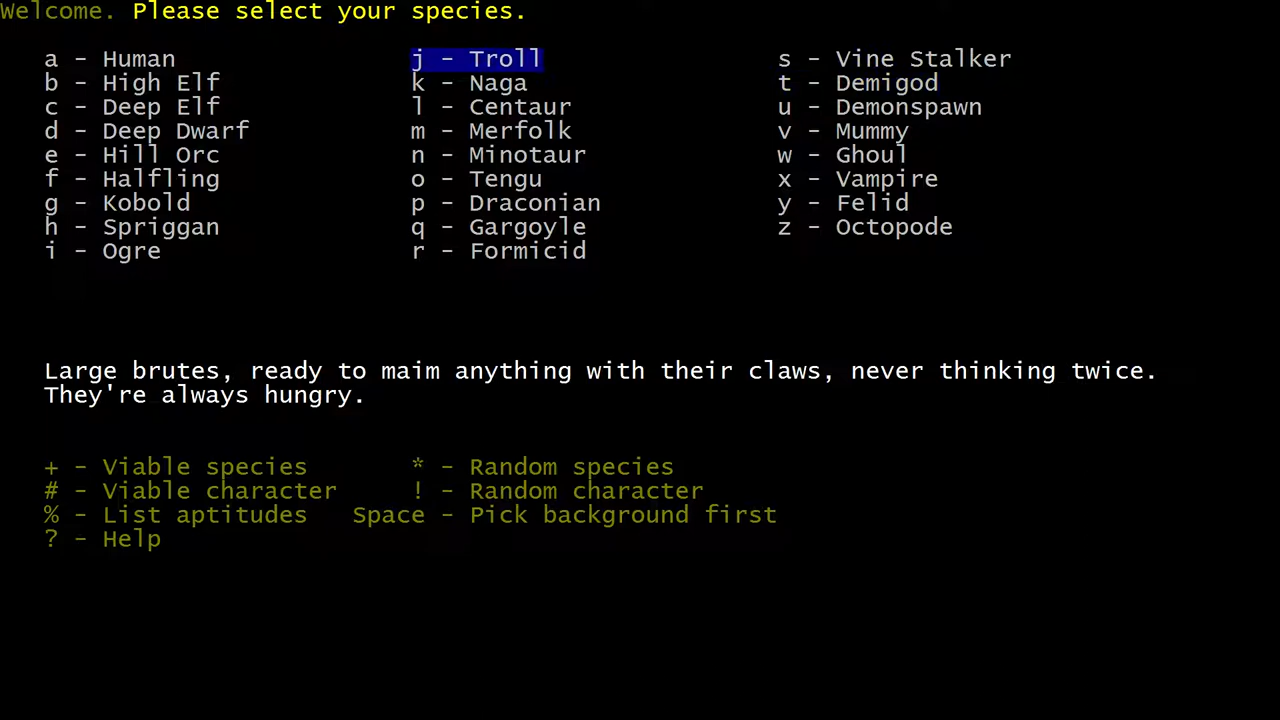 Welcome. Please select your species.
a - Human j - Troll s - Vine Stalker
b - High Elf k - Naga t - Demigod
c - Deep Elf l - Centaur u - Demonspawn
d - Deep Dwarf m - Merfolk v - Mummy
e - Hill Orc n - Minotaur w - Ghoul
f - Halfling o - Tengu x - Vampire
g - Kobold p - Draconian y - Felid
h - Spriggan q - Gargoyle z - Octopode
i - Ogre r - Formicid
Large brutes, ready to maim anything with their claws, never thinking twice.
They're always hungry.
+ - Viable species * - Random species
# - Viable character ! - Random character
% - List aptitudes Space - Pick background first
? - Help